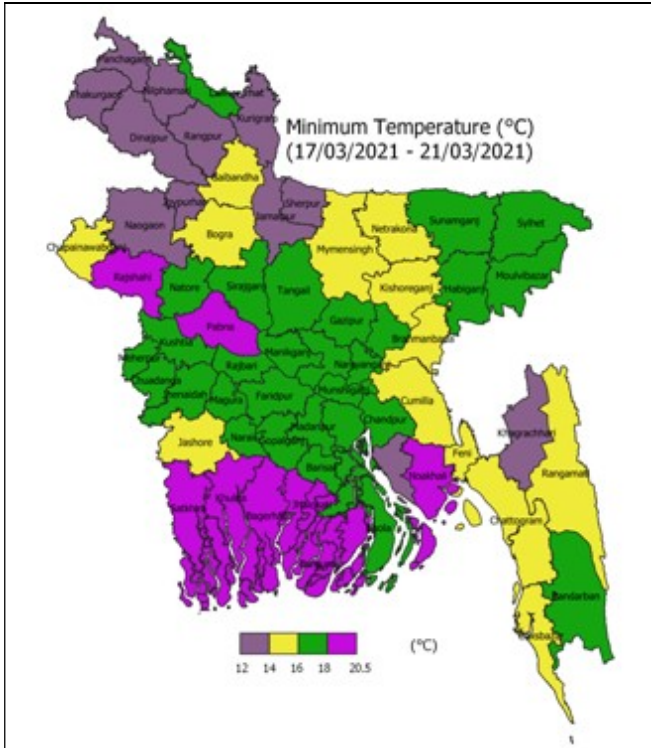 Panchagarh
Thakurgaon
Nilphamari
Lalmonirhat
Kurigram
Dinajpur
Rangpur
Minimum Temperature (°C)
(17/03/2021 - 21/03/2021)
Gaibandha
Joypurhat
Sherpur
Naogaon
Jamalpur
Bogra
Mymensingh
Netrakona
Sunamganj
Sylhet
Chapainawabganj
Rajshahi
Natore
Sirajganj
Tangail
Kishoreganj
Habiganj
Moulvibazar
Pabna
Gazipur
Brahmanbaria
Kushtia
Meherpur
Rajbari
Manikganj
Narayanganj
Chuadanga
Jhenaidah
Magura
Faridpur
Munshiganj
Cumilla
Khagrachhari
Chandpur
Madaripur
Jashore
Narail
Gopalganj
Feni
Rangamati
Barisal
Noakhali
Satkhira
Khulna
Bagerhat
Bhola
Chattogram
Bandarban
Coxsbazar
(°C)
12 14 16 18 20.5